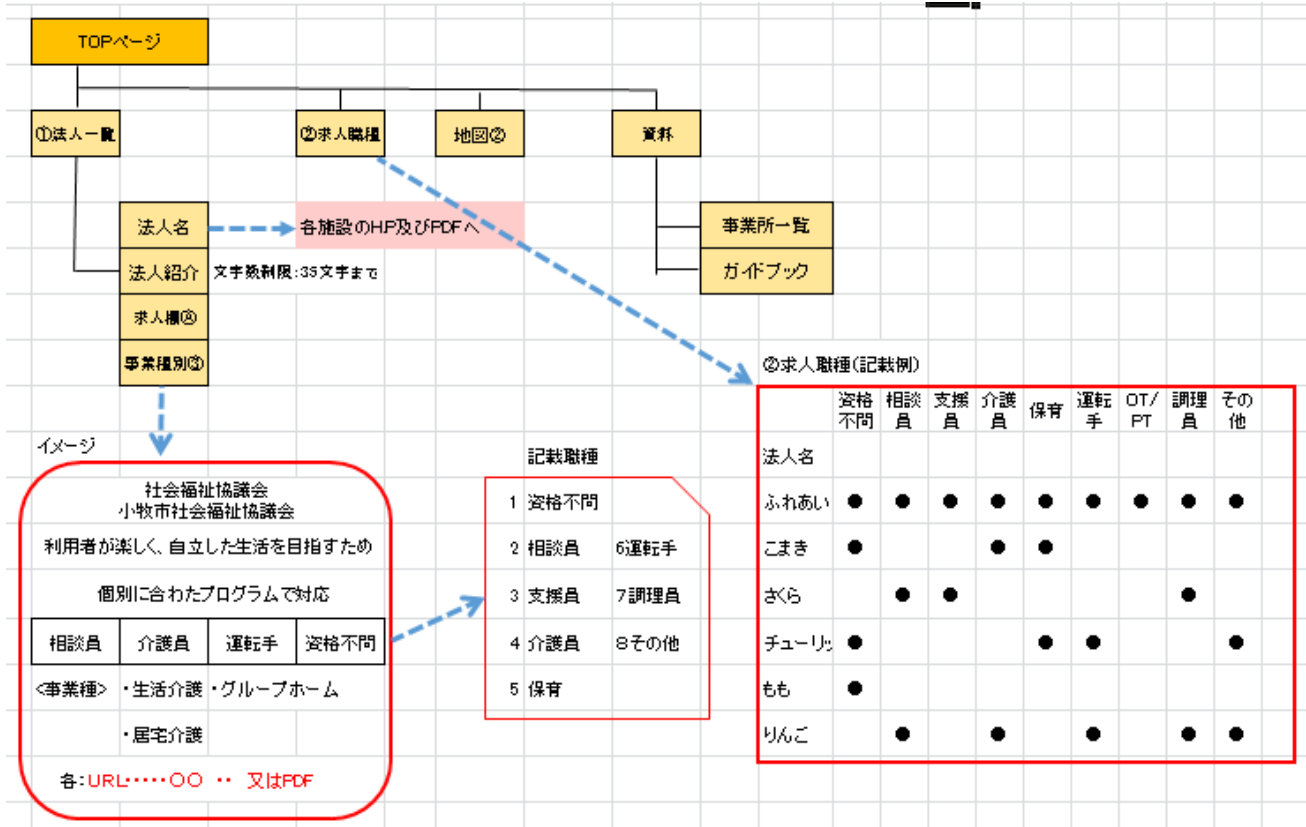 TOPページ
①法人一覧
②求人職種
地図②
資料
法人名
各施設のHP及びPDFへ
事業所一覧
法人紹介
文字数制限:35文字まで
ガイドブック
求人欄②
事業種別③
②求人職種(記載例)
資格不問 相談員 支援員 介護員 保育 運転手 OT/PT 調理員 その他
法人名
ふれあい ● ● ● ● ● ● ● ● ●
こまき ● ● ●
さくら ● ● ●
チューリッ ● ● ● ●
もも ●
りんご ● ● ● ● ●
イメージ
社会福祉協議会
小牧市社会福祉協議会
利用者が楽しく、自立した生活を目指すため
個別に合わたプログラムで対応
相談員 介護員 運転手 資格不問
<事業種> ・生活介護 ・グループホーム
・居宅介護
各:URL・・・・・〇〇 ・・ 又はPDF
記載職種
1 資格不問
2 相談員 6運転手
3 支援員 7調理員
4 介護員 8その他
5 保育